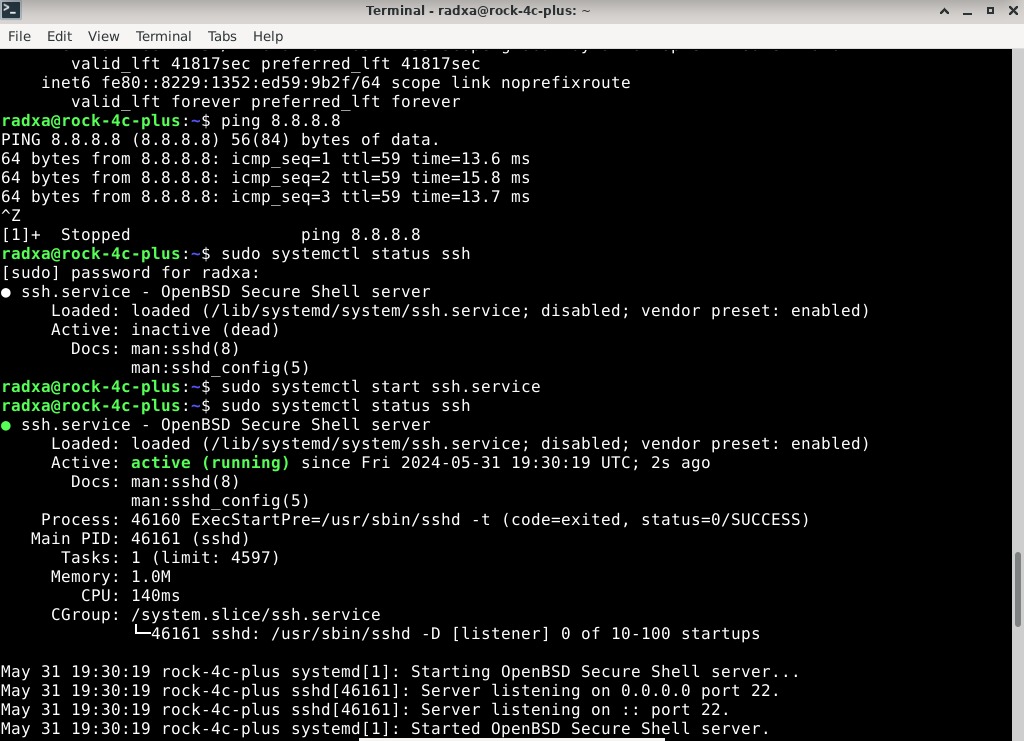 Terminal - radxa@rock-4c-plus: ~
File Edit View Terminal Tabs Help
valid_lft 41817sec preferred_lft 41817sec
inet6 fe80::8229:1352:ed59:9b2f/64 scope link noprefixroute
valid_lft forever preferred_lft forever
radxa@rock-4c-plus:~$ ping 8.8.8.8
PING 8.8.8.8 (8.8.8.8) 56(84) bytes of data.
64 bytes from 8.8.8.8: icmp_seq=1 ttl=59 time=13.6 ms
64 bytes from 8.8.8.8: icmp_seq=2 ttl=59 time=15.8 ms
64 bytes from 8.8.8.8: icmp_seq=3 ttl=59 time=13.7 ms
^Z
[1]+  Stopped                 ping 8.8.8.8
radxa@rock-4c-plus:~$ sudo systemctl status ssh
[sudo] password for radxa:
● ssh.service - OpenBSD Secure Shell server
Loaded: loaded (/lib/systemd/system/ssh.service; disabled; vendor preset: enabled)
Active: inactive (dead)
Docs: man:sshd(8)
man:sshd_config(5)
radxa@rock-4c-plus:~$ sudo systemctl start ssh.service
radxa@rock-4c-plus:~$ sudo systemctl status ssh
● ssh.service - OpenBSD Secure Shell server
Loaded: loaded (/lib/systemd/system/ssh.service; disabled; vendor preset: enabled)
Active: active (running) since Fri 2024-05-31 19:30:19 UTC; 2s ago
Docs: man:sshd(8)
man:sshd_config(5)
Process: 46160 ExecStartPre=/usr/sbin/sshd -t (code=exited, status=0/SUCCESS)
Main PID: 46161 (sshd)
Tasks: 1 (limit: 4597)
Memory: 1.0M
CPU: 140ms
CGroup: /system.slice/ssh.service
└─46161 sshd: /usr/sbin/sshd -D [listener] 0 of 10-100 startups
May 31 19:30:19 rock-4c-plus systemd[1]: Starting OpenBSD Secure Shell server...
May 31 19:30:19 rock-4c-plus sshd[46161]: Server listening on 0.0.0.0 port 22.
May 31 19:30:19 rock-4c-plus sshd[46161]: Server listening on :: port 22.
May 31 19:30:19 rock-4c-plus systemd[1]: Started OpenBSD Secure Shell server.